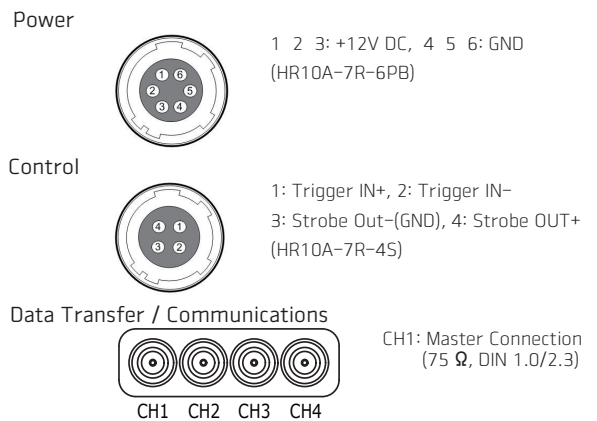 Power
1 2 3: +12V DC, 4 5 6: GND
(HR10A-7R-6PB)
1 6
2 5
3 4
Control
1: Trigger IN+, 2: Trigger IN-
3: Strobe Out-(GND), 4: Strobe OUT+
(HR10A-7R-4S)
4 1
3 2
Data Transfer / Communications
CH1: Master Connection
(75 Ω, DIN 1.0/2.3)
CH1 CH2 CH3 CH4